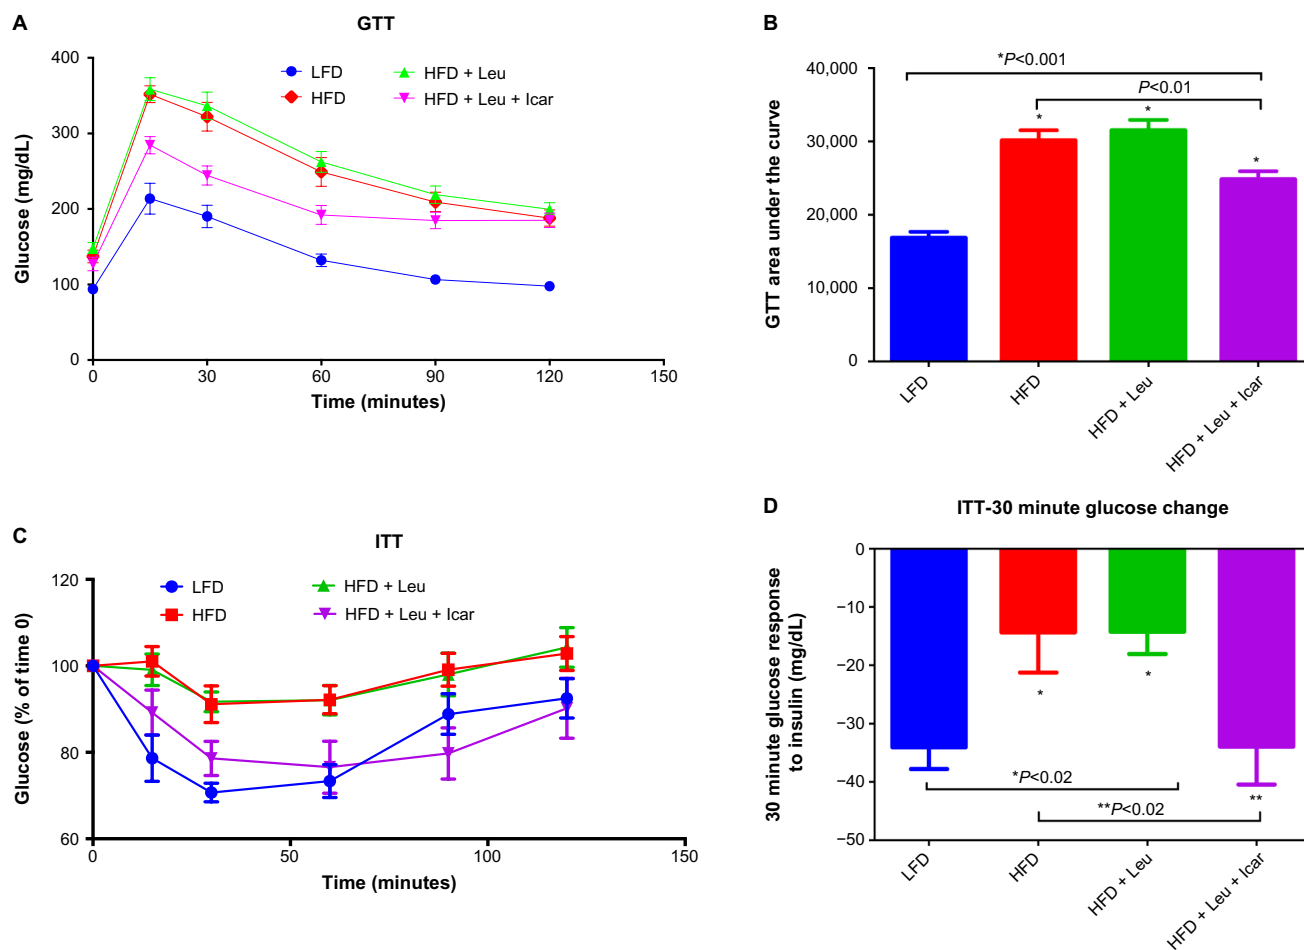 A
GTT
Glucose (mg/dL)
400
300
200
100
0
LFD
HFD
HFD + Leu
HFD + Leu + Icar
0
30
60
90
120
150
Time (minutes)
B
GTT area under the curve
40,000
30,000
20,000
10,000
0
*P<0.001
P<0.01
*
*
*
LFD
HFD
HFD + Leu
HFD + Leu + Icar
C
ITT
Glucose (% of time 0)
120
100
80
60
LFD
HFD
HFD + Leu
HFD + Leu + Icar
0
50
100
150
Time (minutes)
D
ITT-30 minute glucose change
30 minute glucose response
to insulin (mg/dL)
0
−10
−20
−30
−40
−50
*
*
**
*P<0.02
**P<0.02
LFD
HFD
HFD + Leu
HFD + Leu + Icar